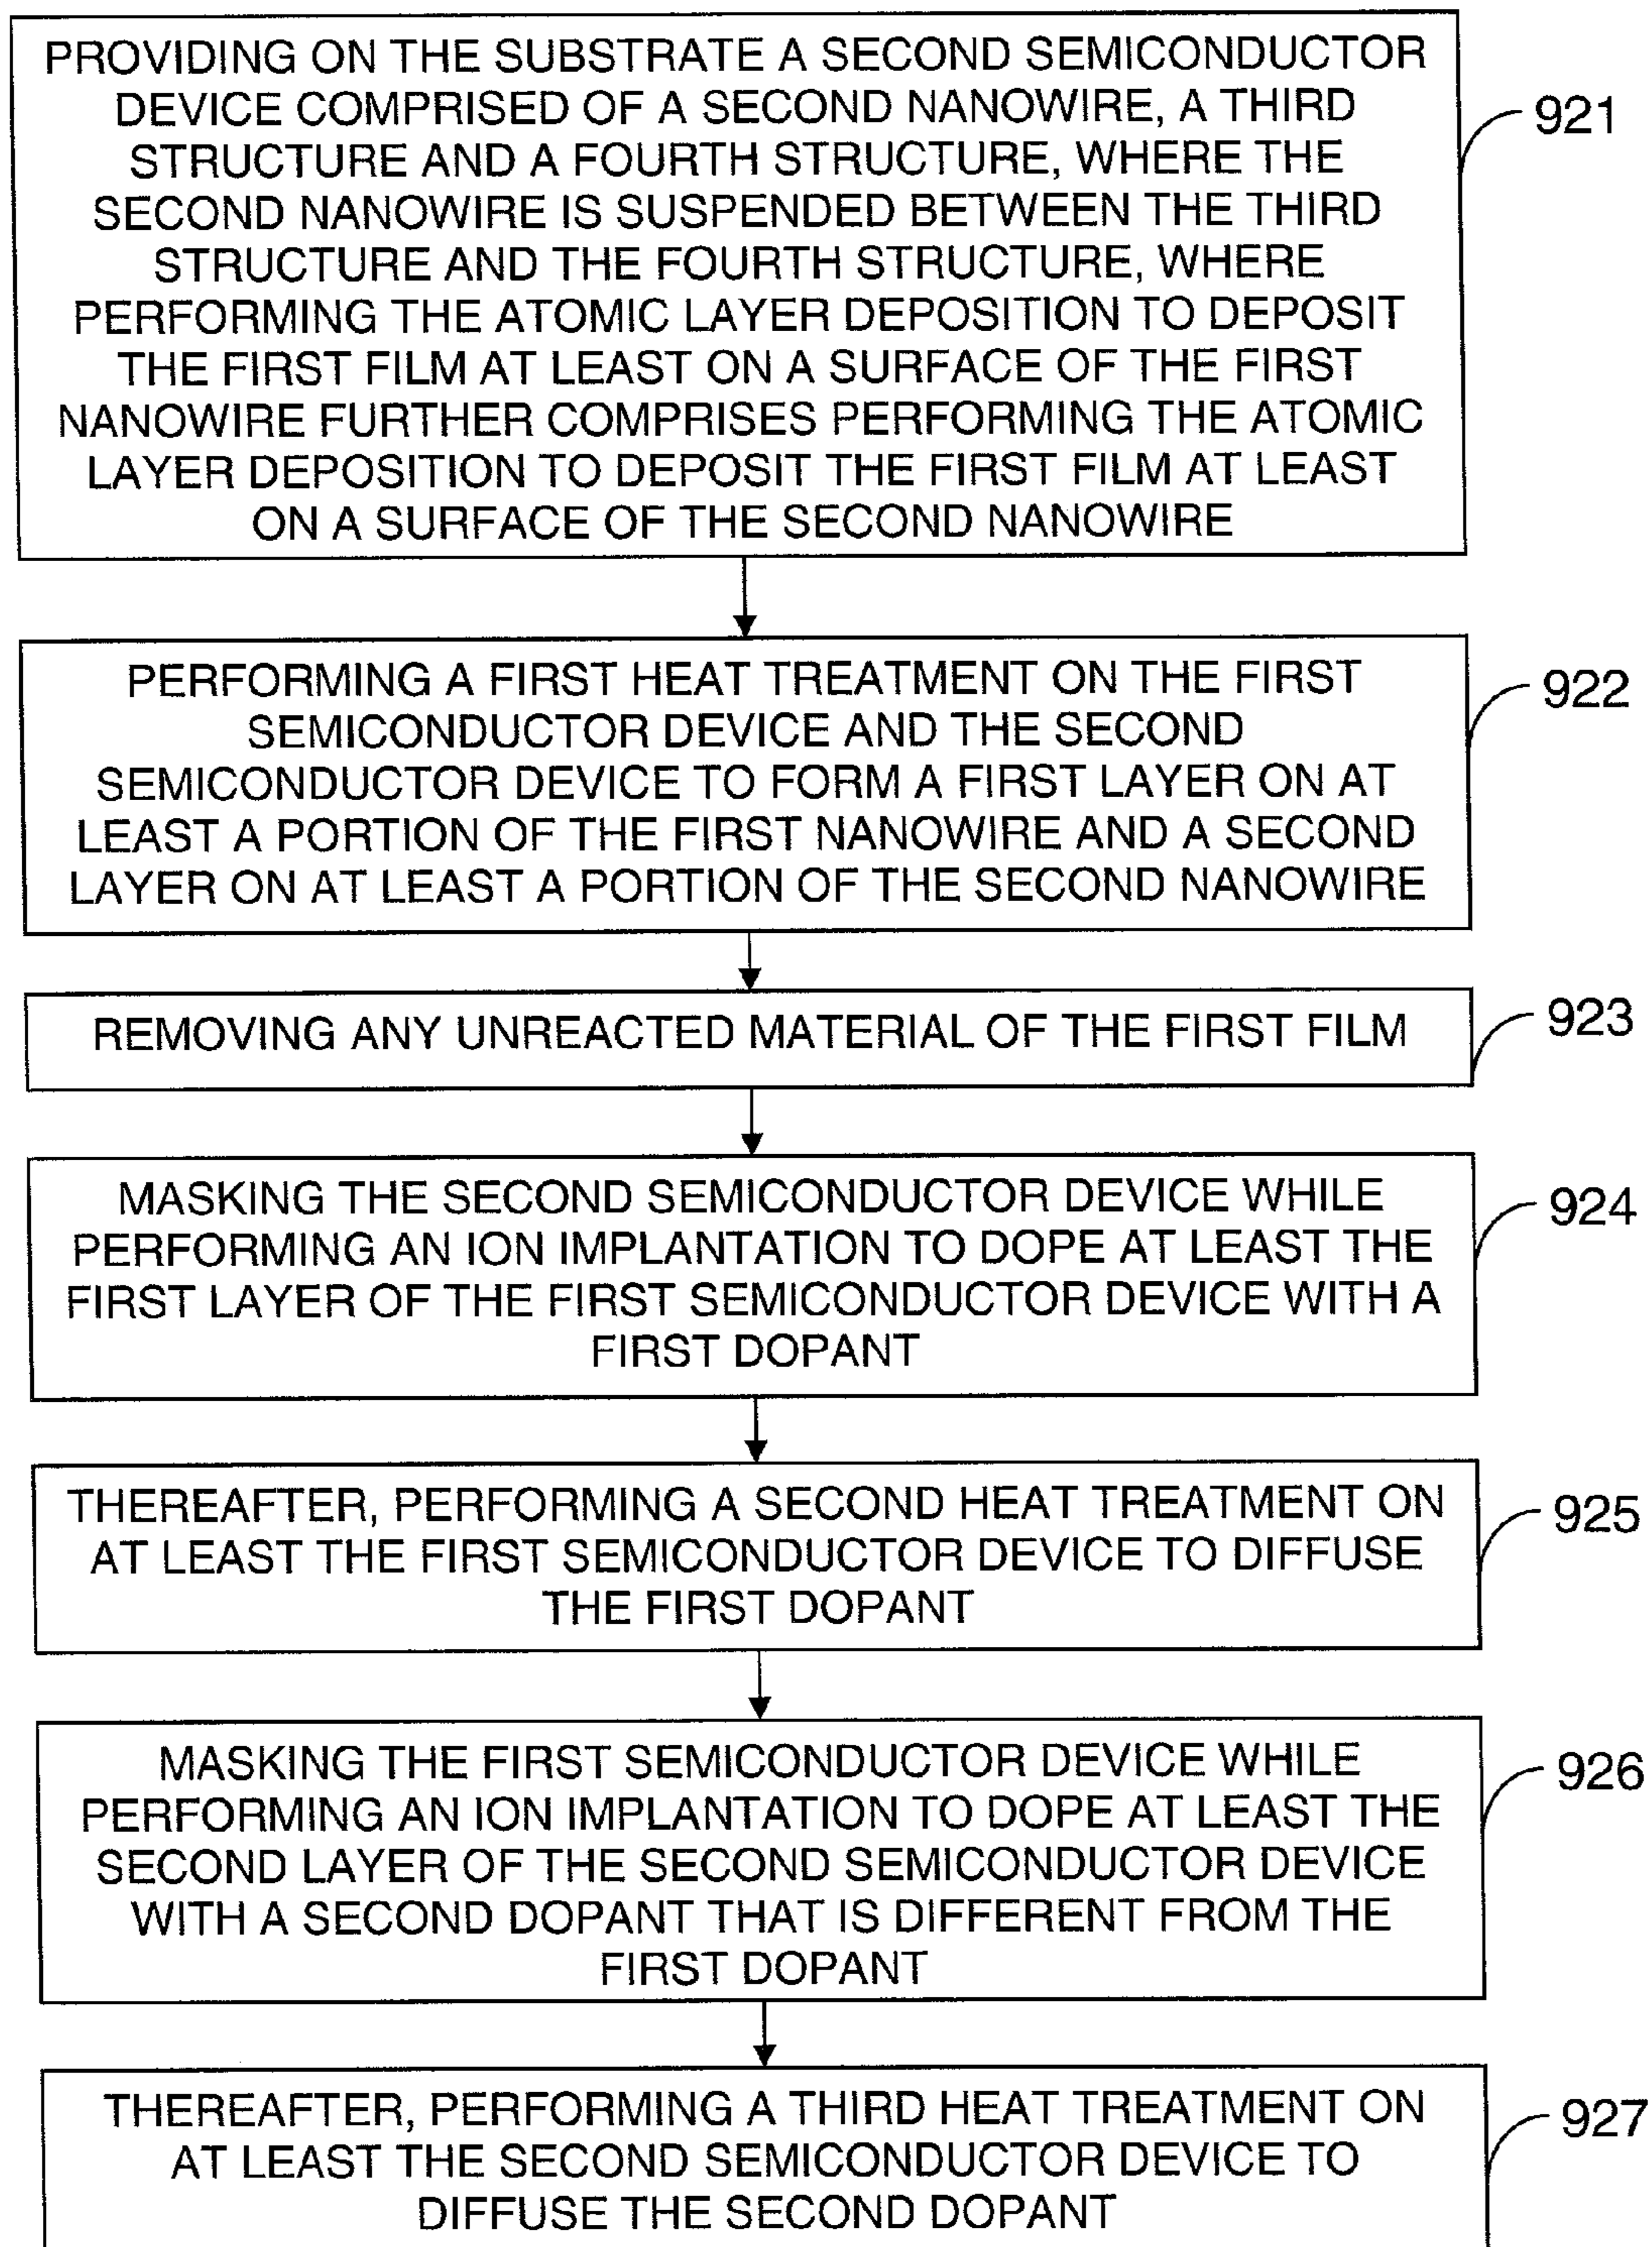 PROVIDING ON THE SUBSTRATE A SECOND SEMICONDUCTOR
DEVICE COMPRISED OF A SECOND NANOWIRE, A THIRD
STRUCTURE AND A FOURTH STRUCTURE, WHERE THE
SECOND NANOWIRE IS SUSPENDED BETWEEN THE THIRD
STRUCTURE AND THE FOURTH STRUCTURE, WHERE
PERFORMING THE ATOMIC LAYER DEPOSITION TO DEPOSIT
THE FIRST FILM AT LEAST ON A SURFACE OF THE FIRST
NANOWIRE FURTHER COMPRISES PERFORMING THE ATOMIC
LAYER DEPOSITION TO DEPOSIT THE FIRST FILM AT LEAST
ON A SURFACE OF THE SECOND NANOWIRE
921
PERFORMING A FIRST HEAT TREATMENT ON THE FIRST
SEMICONDUCTOR DEVICE AND THE SECOND
SEMICONDUCTOR DEVICE TO FORM A FIRST LAYER ON AT
LEAST A PORTION OF THE FIRST NANOWIRE AND A SECOND
LAYER ON AT LEAST A PORTION OF THE SECOND NANOWIRE
922
REMOVING ANY UNREACTED MATERIAL OF THE FIRST FILM
923
MASKING THE SECOND SEMICONDUCTOR DEVICE WHILE
PERFORMING AN ION IMPLANTATION TO DOPE AT LEAST THE
FIRST LAYER OF THE FIRST SEMICONDUCTOR DEVICE WITH A
FIRST DOPANT
924
THEREAFTER, PERFORMING A SECOND HEAT TREATMENT ON
AT LEAST THE FIRST SEMICONDUCTOR DEVICE TO DIFFUSE
THE FIRST DOPANT
925
MASKING THE FIRST SEMICONDUCTOR DEVICE WHILE
PERFORMING AN ION IMPLANTATION TO DOPE AT LEAST THE
SECOND LAYER OF THE SECOND SEMICONDUCTOR DEVICE
WITH A SECOND DOPANT THAT IS DIFFERENT FROM THE
FIRST DOPANT
926
THEREAFTER, PERFORMING A THIRD HEAT TREATMENT ON
AT LEAST THE SECOND SEMICONDUCTOR DEVICE TO
DIFFUSE THE SECOND DOPANT
927